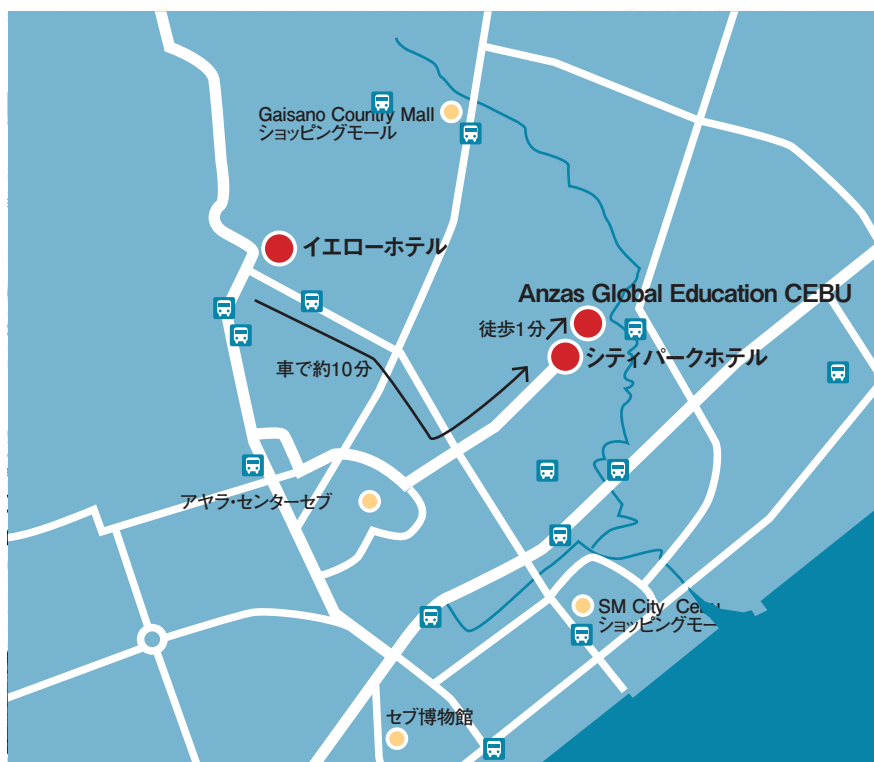 Gaisano Country Mall
ショッピングモール
イエローホテル
Anzas Global Education CEBU
徒歩1分
シティパークホテル
車で約10分
アヤラ・センターセブ
SM City Cebu
ショッピングモー
セブ博物館